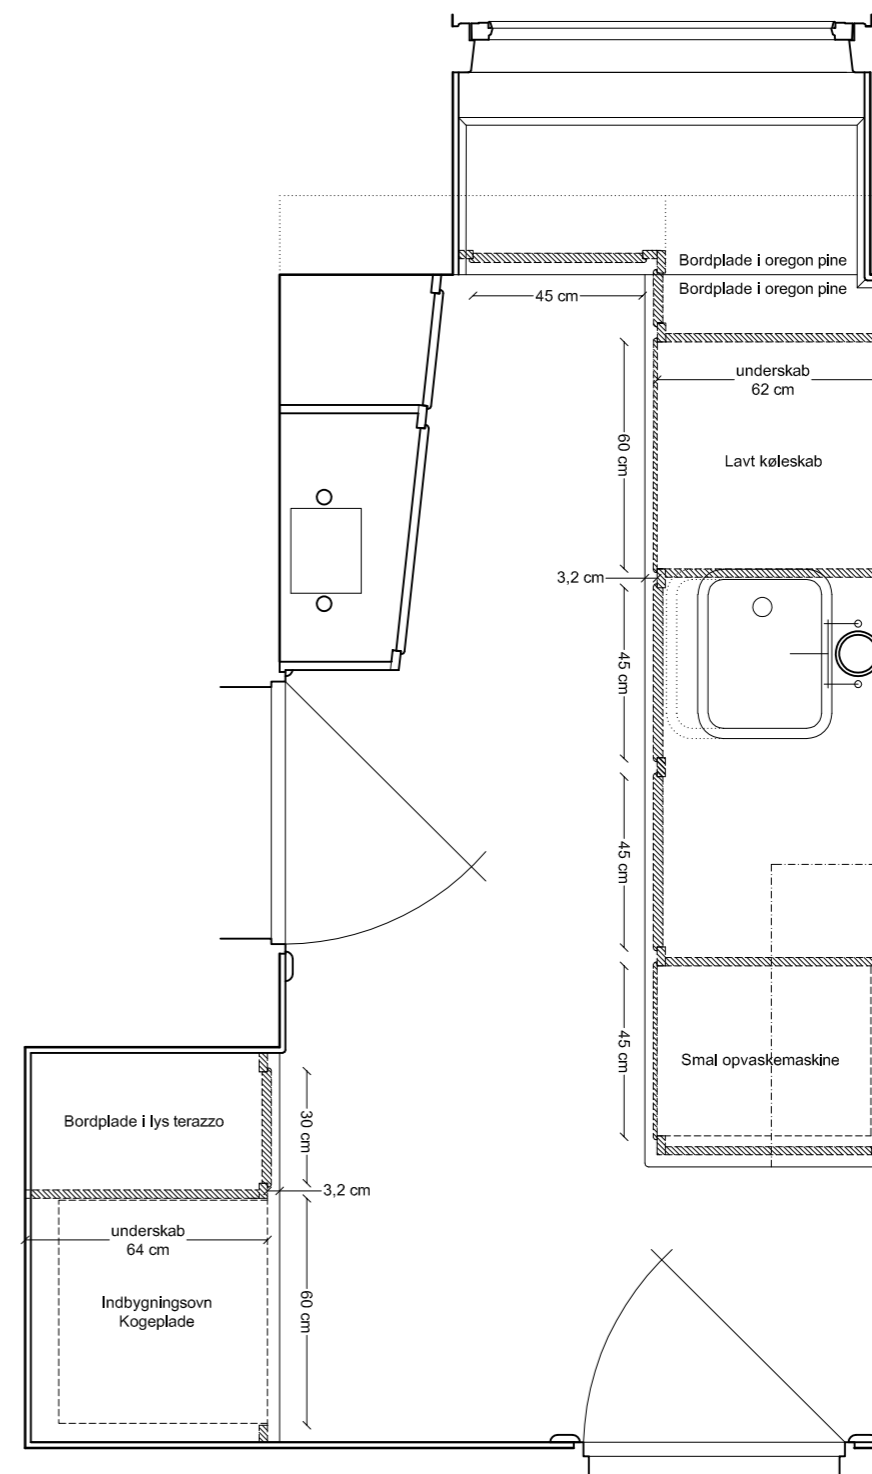 Bordplade i oregon pine
Bordplade i oregon pine
45 cm
underskab
62 cm
60 cm
Lavt køleskab
3,2 cm
45 cm
45 cm
45 cm
Smal opvaskemaskine
Bordplade i lys terazzo
30 cm
3,2 cm
underskab
64 cm
Indbygningsovn
Kogeplade
60 cm